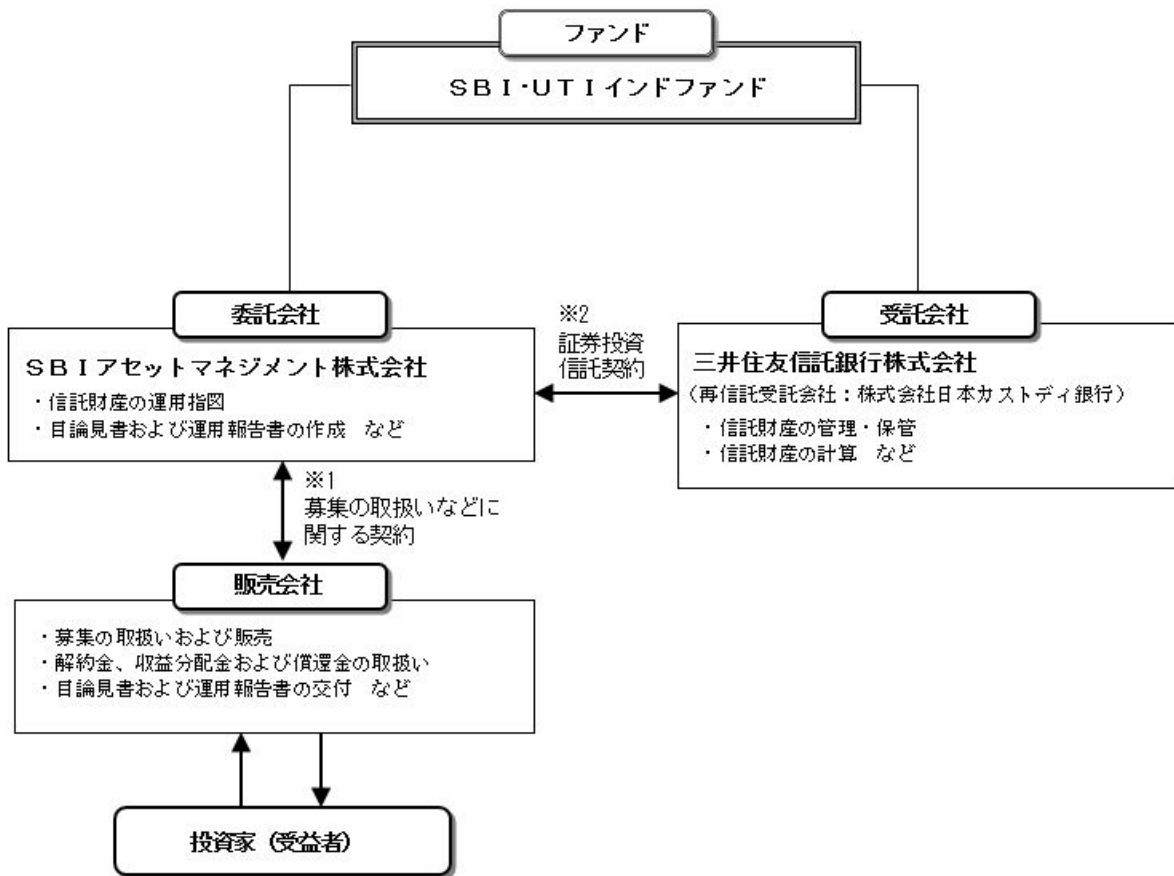 ファンド
ＳＢＩ・ＵＴＩインドファンド
委託会社
ＳＢＩアセットマネジメント株式会社
・信託財産の運用指図
・目論見書および運用報告書の作成　など
※2
証券投資
信託契約
受託会社
三井住友信託銀行株式会社
（再信託受託会社：株式会社日本カストディ銀行）
・信託財産の管理・保管
・信託財産の計算　など
※1
募集の取扱いなどに
関する契約
販売会社
・募集の取扱いおよび販売
・解約金、収益分配金および償還金の取扱い
・目論見書および運用報告書の交付　など
投資家（受益者）